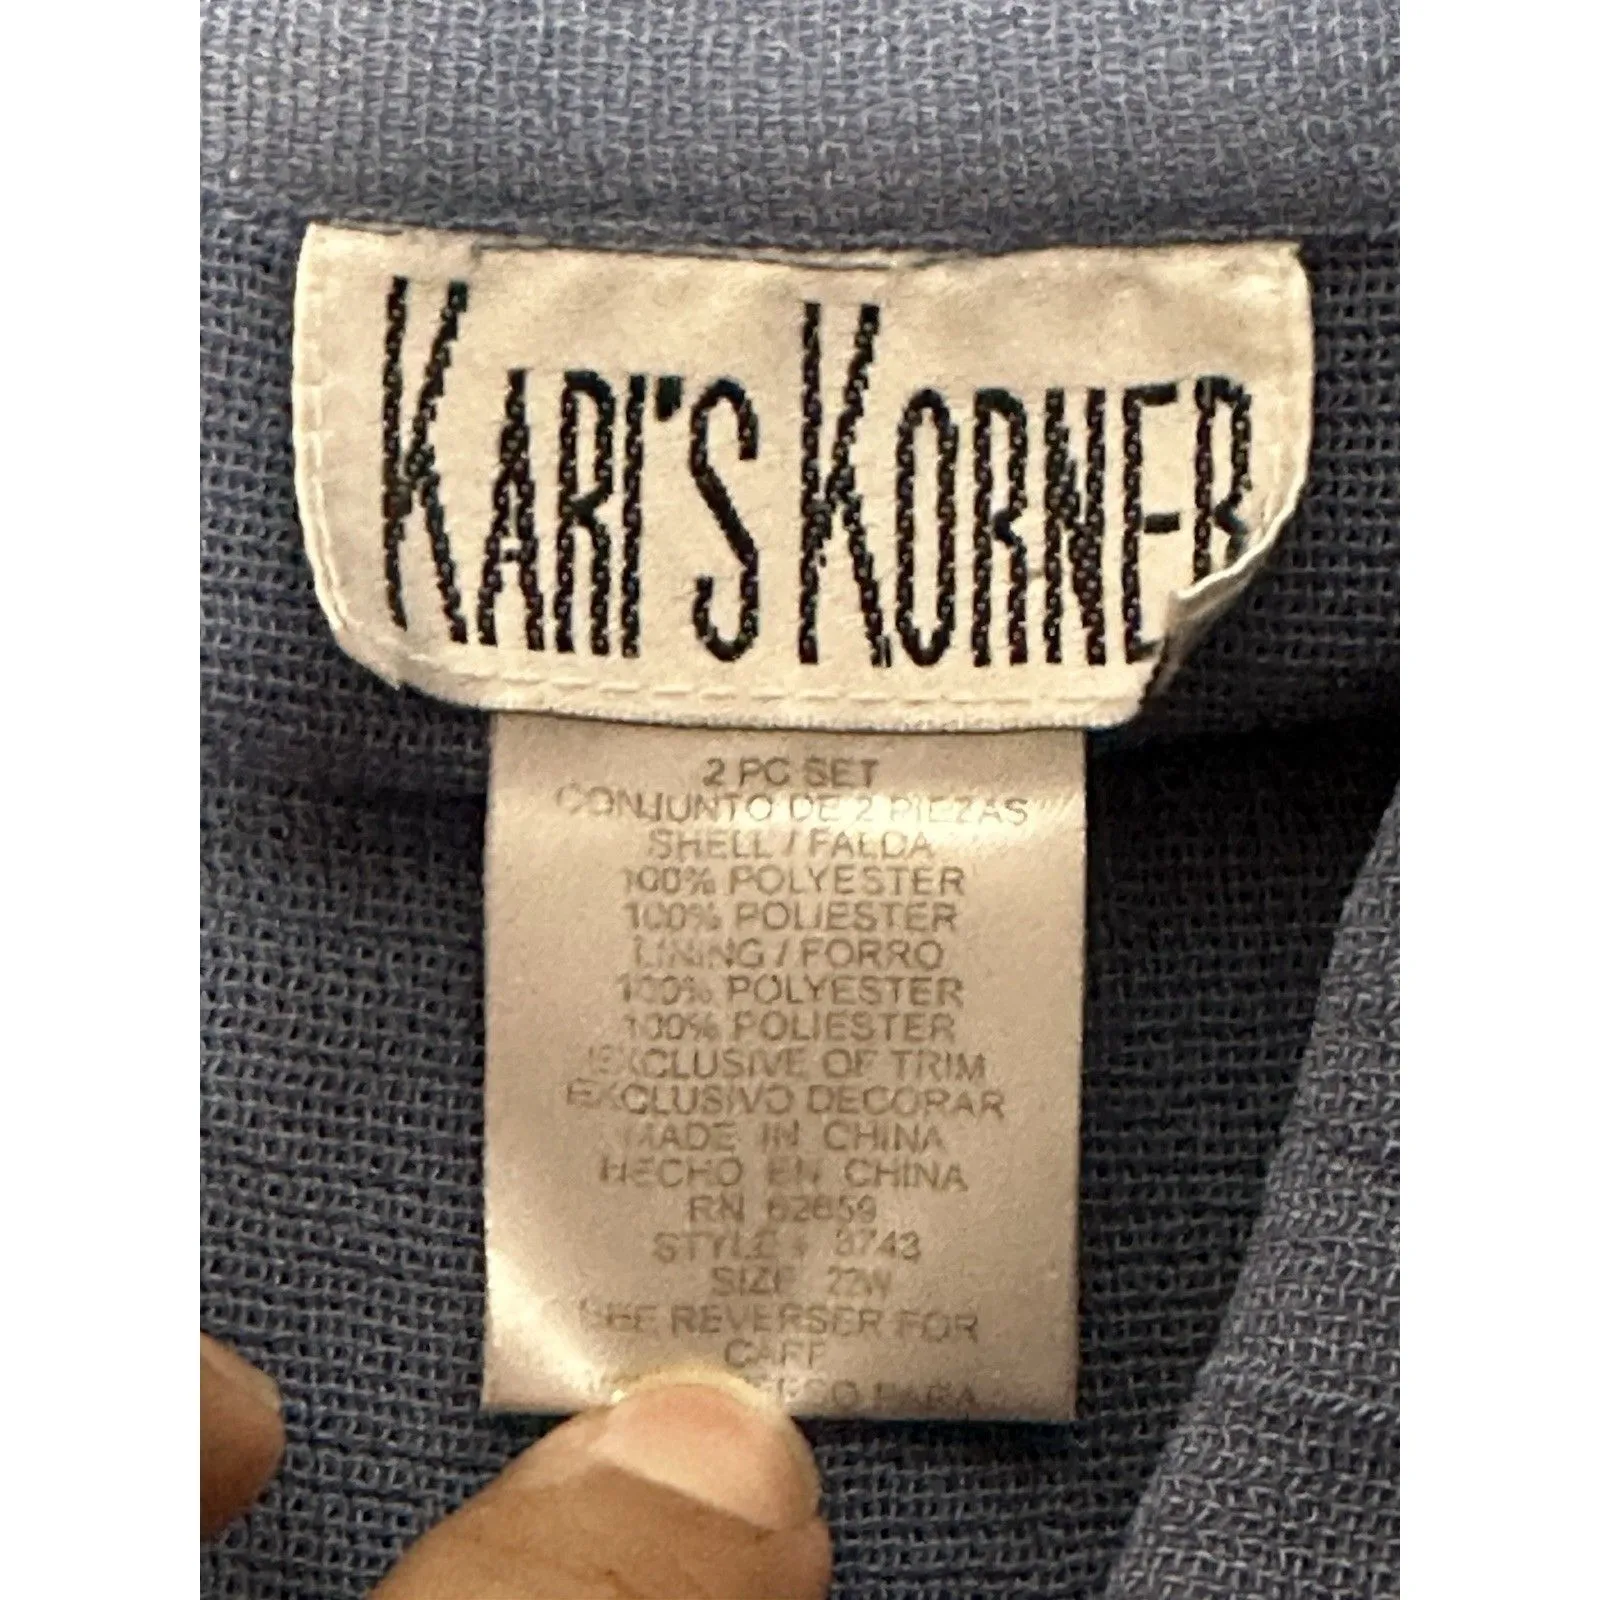 KARI'S KORNER
2 PC SET
CONJUNTO DE 2 PIEZAS
SHELL / FALDA
100% POLYESTER
100% POLIESTER
LINING / FORRO
100% POLYESTER
100% POLIESTER
EXCLUSIVE OF TRIM
EXCLUSIVO DECORAR
MADE IN CHINA
HECHO EN CHINA
RN 62659
STYLE # 8743
SIZE 22W
SEE REVERSER FOR
CARE
PARA